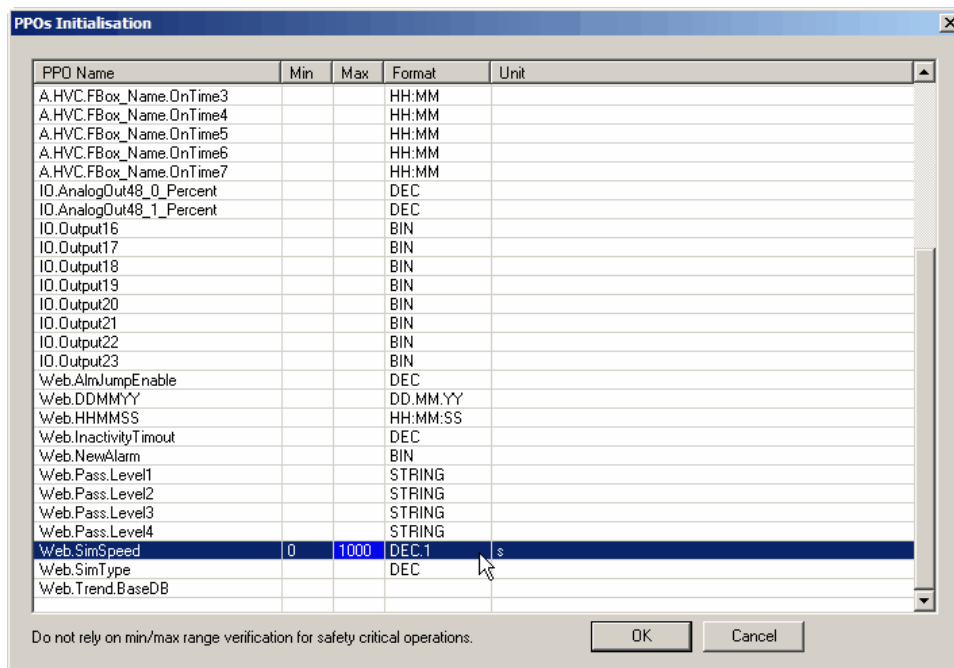 PPOs Initialisation
PPO Name Min Max Format Unit
A.HVC.FBox_Name.OnTime3 HH:MM
A.HVC.FBox_Name.OnTime4 HH:MM
A.HVC.FBox_Name.OnTime5 HH:MM
A.HVC.FBox_Name.OnTime6 HH:MM
A.HVC.FBox_Name.OnTime7 HH:MM
IO.AnalogOut48_0_Percent DEC
IO.AnalogOut48_1_Percent DEC
IO.Output16 BIN
IO.Output17 BIN
IO.Output18 BIN
IO.Output19 BIN
IO.Output20 BIN
IO.Output21 BIN
IO.Output22 BIN
IO.Output23 BIN
Web.AlmJumpEnable DEC
Web.DDMMYY DD.MM.YY
Web.HHMMSS HH:MM:SS
Web.InactivityTimout DEC
Web.NewAlarm BIN
Web.Pass.Level1 STRING
Web.Pass.Level2 STRING
Web.Pass.Level3 STRING
Web.Pass.Level4 STRING
Web.SimSpeed 0 1000 DEC.1 s
Web.SimType DEC
Web.Trend.BaseDB
Do not rely on min/max range verification for safety critical operations. OK Cancel